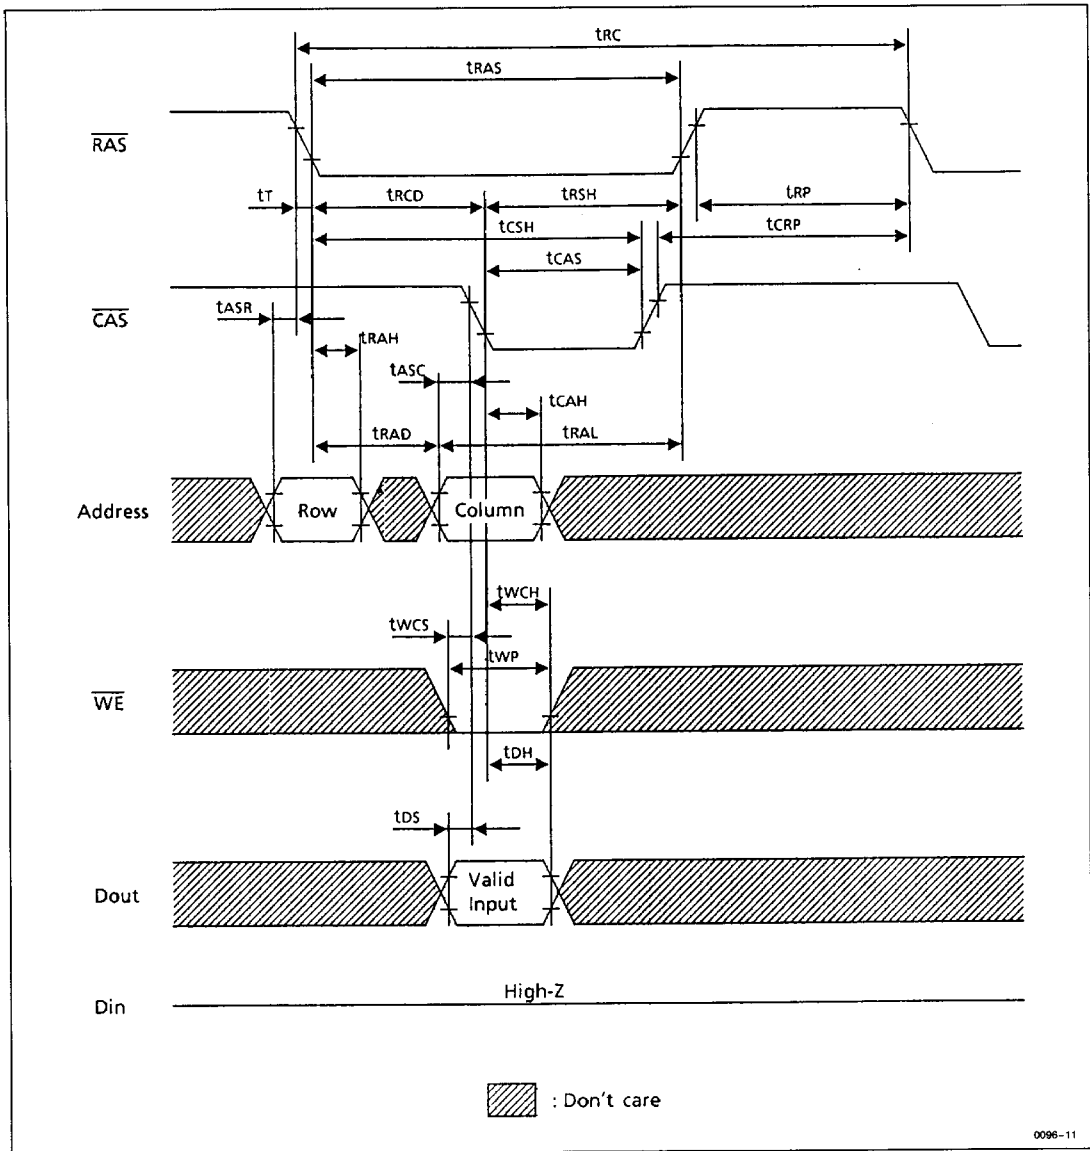 tRC
tRAS
RAS
tT
tRCD
tRSH
tRP
tCSH
tCRP
tCAS
CAS
tASR
tRAH
tASC
tCAH
tRAD
tRAL
Address
Row
Column
tWCH
tWCS
tWP
WE
tDH
tDS
Dout
Valid
Input
High-Z
Din
: Don't care
0096-11